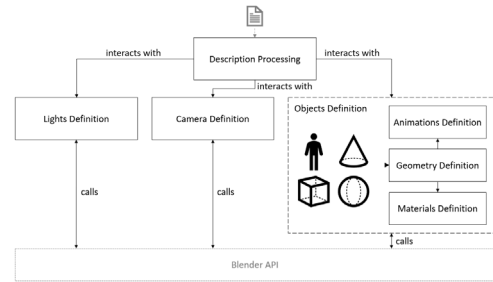 interacts with
Description Processing
interacts with
interacts with
Lights Definition
Camera Definition
Objects Definition
Animations Definition
Geometry Definition
Materials Definition
calls
calls
calls
Blender API